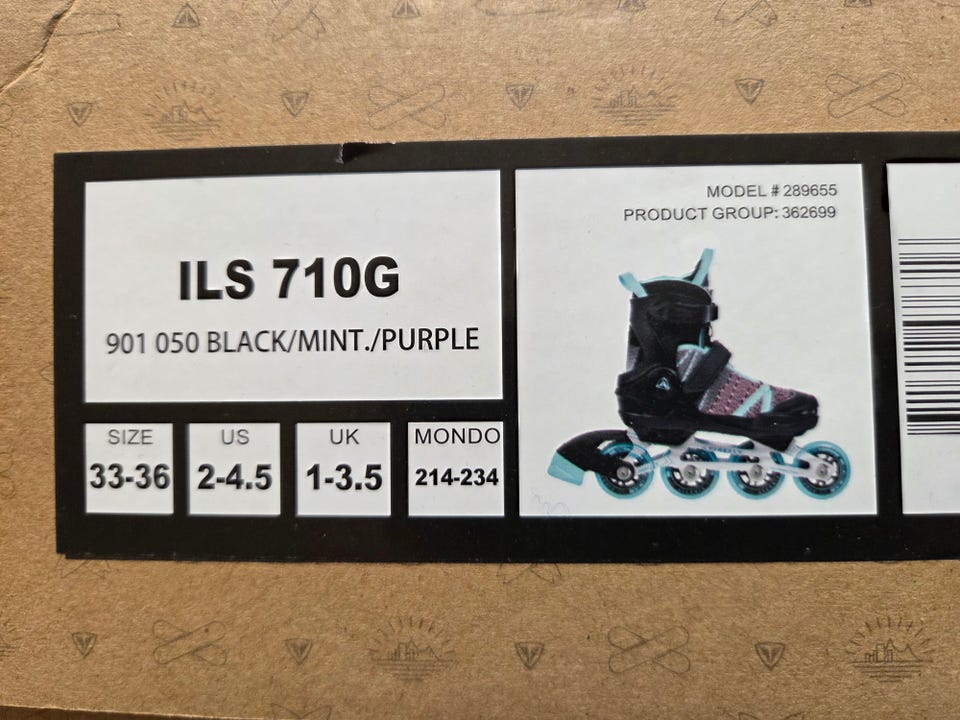 ILS 710G
901 050 BLACK/MINT./PURPLE
SIZE
33-36
US
2-4.5
UK
1-3.5
MONDO
214-234
MODEL # 289655
PRODUCT GROUP: 362699